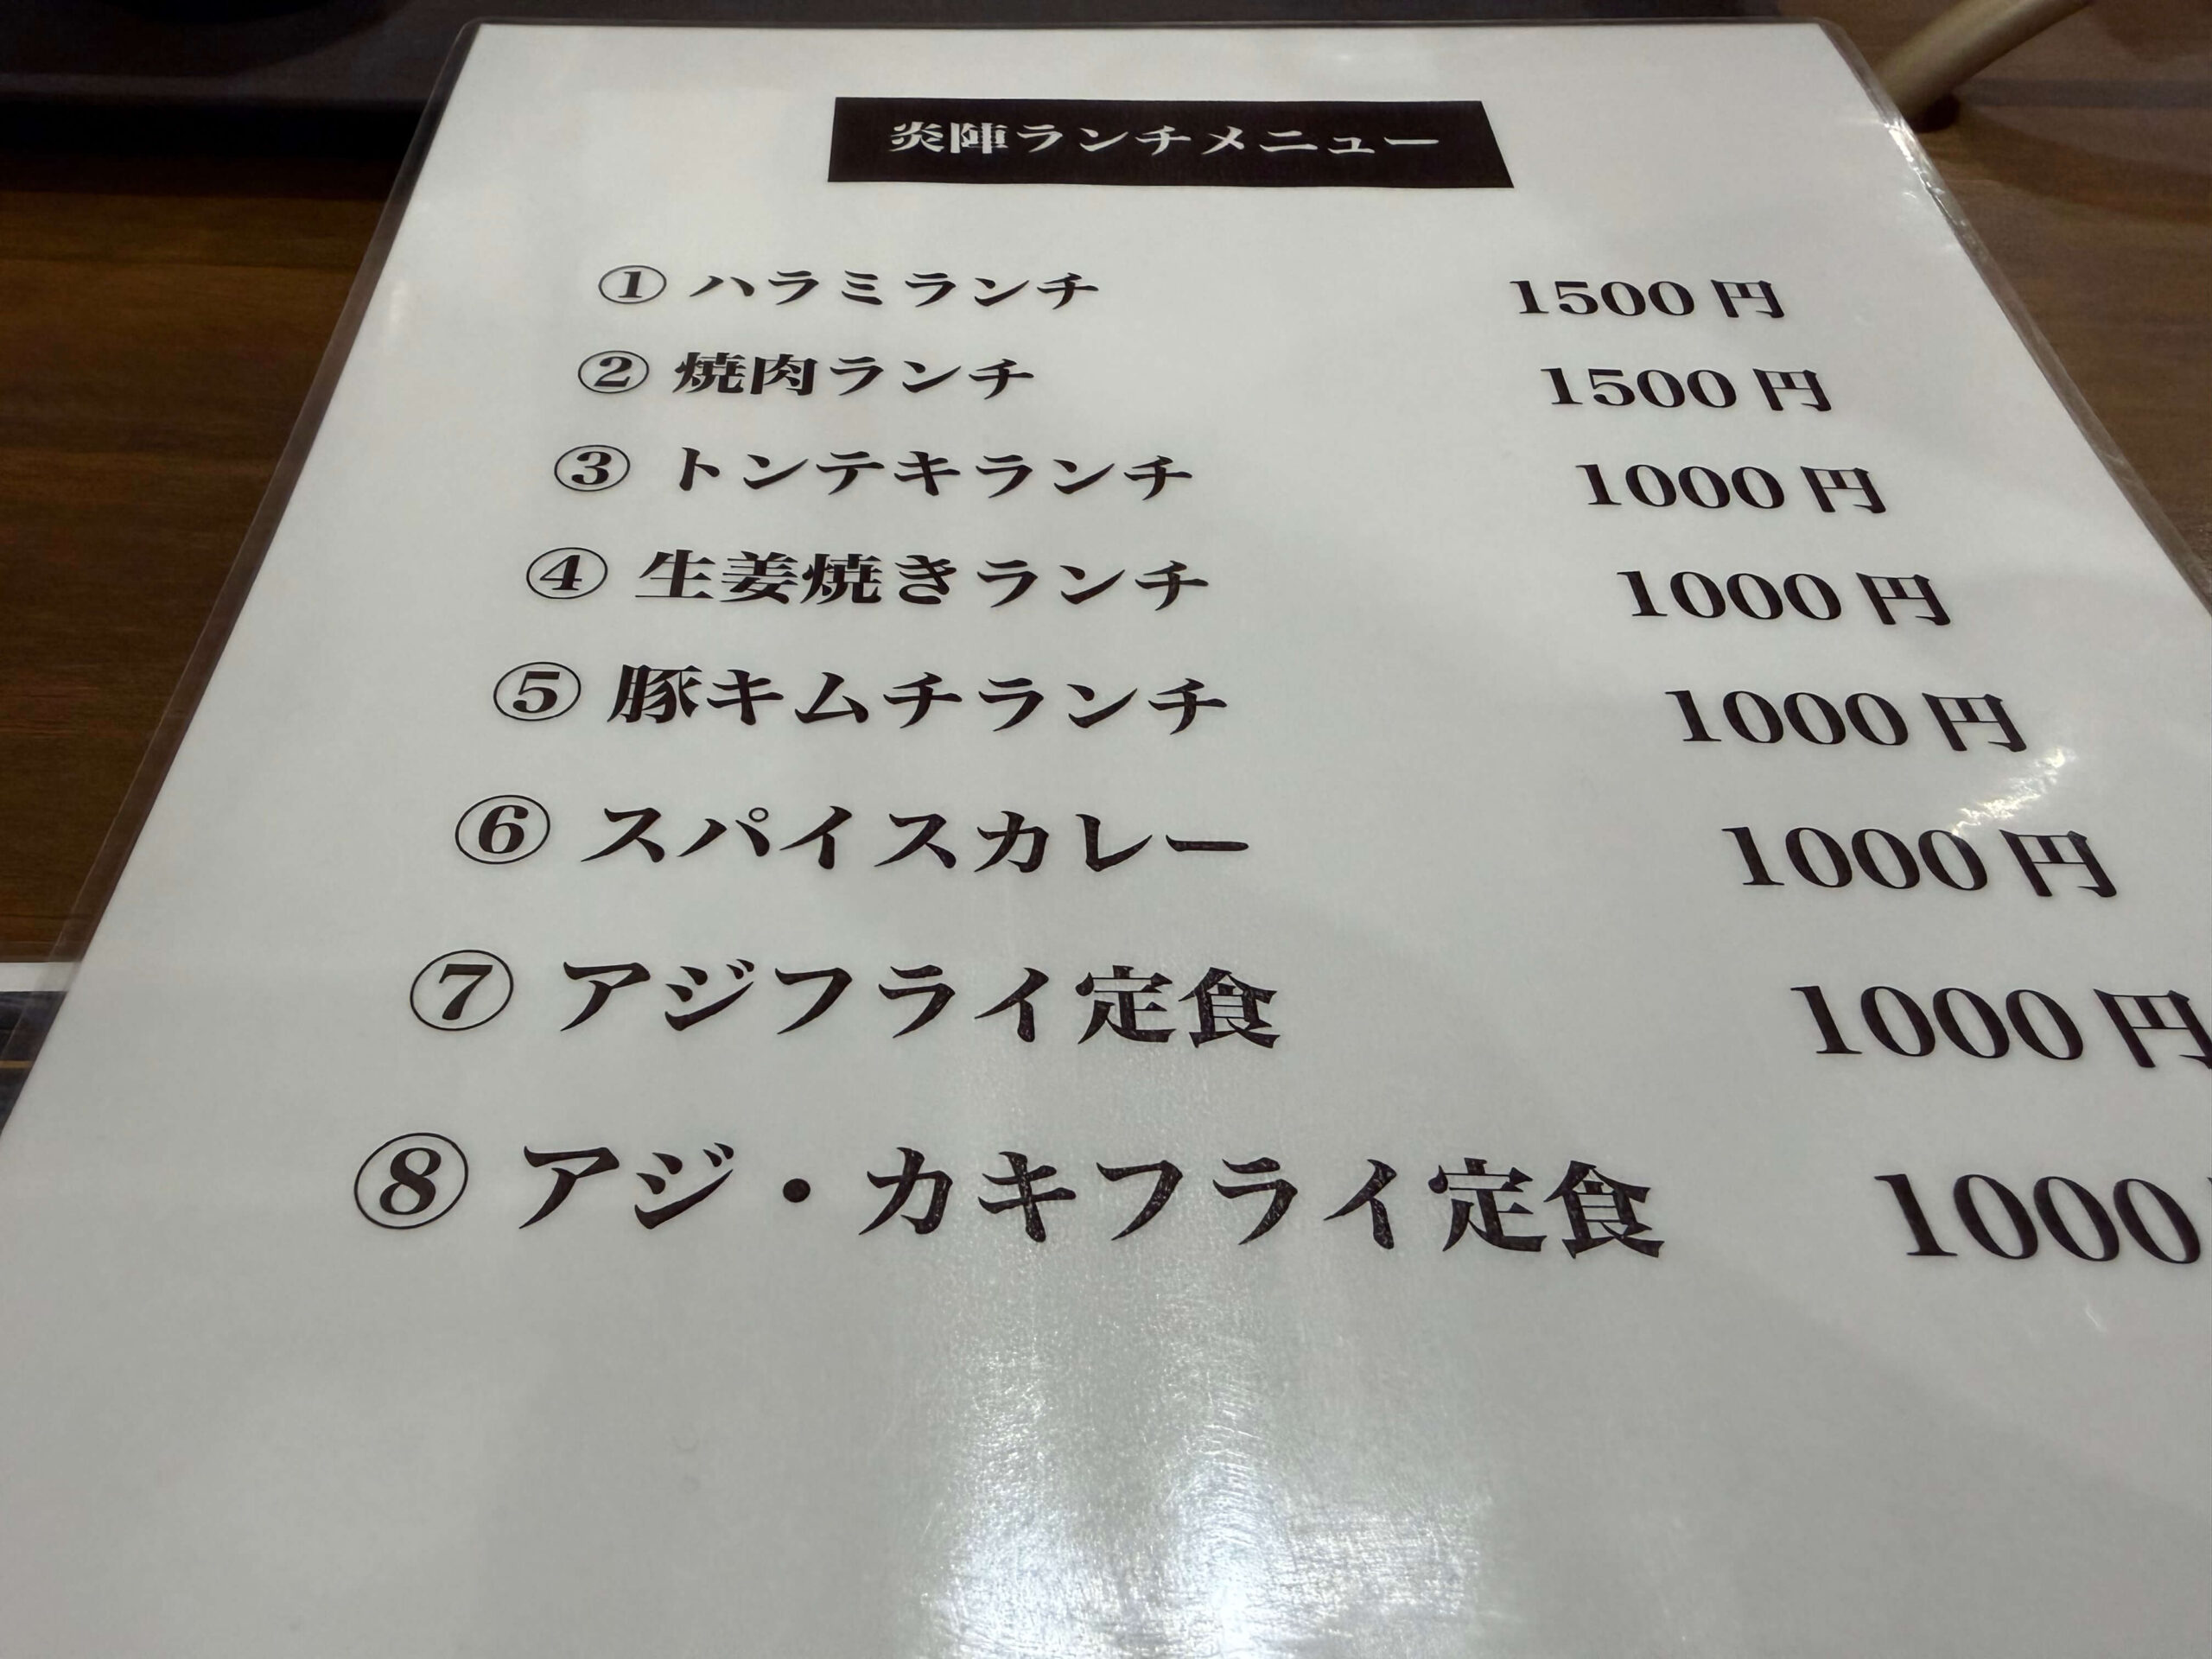 炎陣ランチメニュー
① ハラミランチ 1500円
② 焼肉ランチ 1500円
③ トンテキランチ 1000円
④ 生姜焼きランチ 1000円
⑤ 豚キムチランチ 1000円
⑥ スパイスカレー 1000円
⑦ アジフライ定食 1000円
⑧ アジ・カキフライ定食 1000